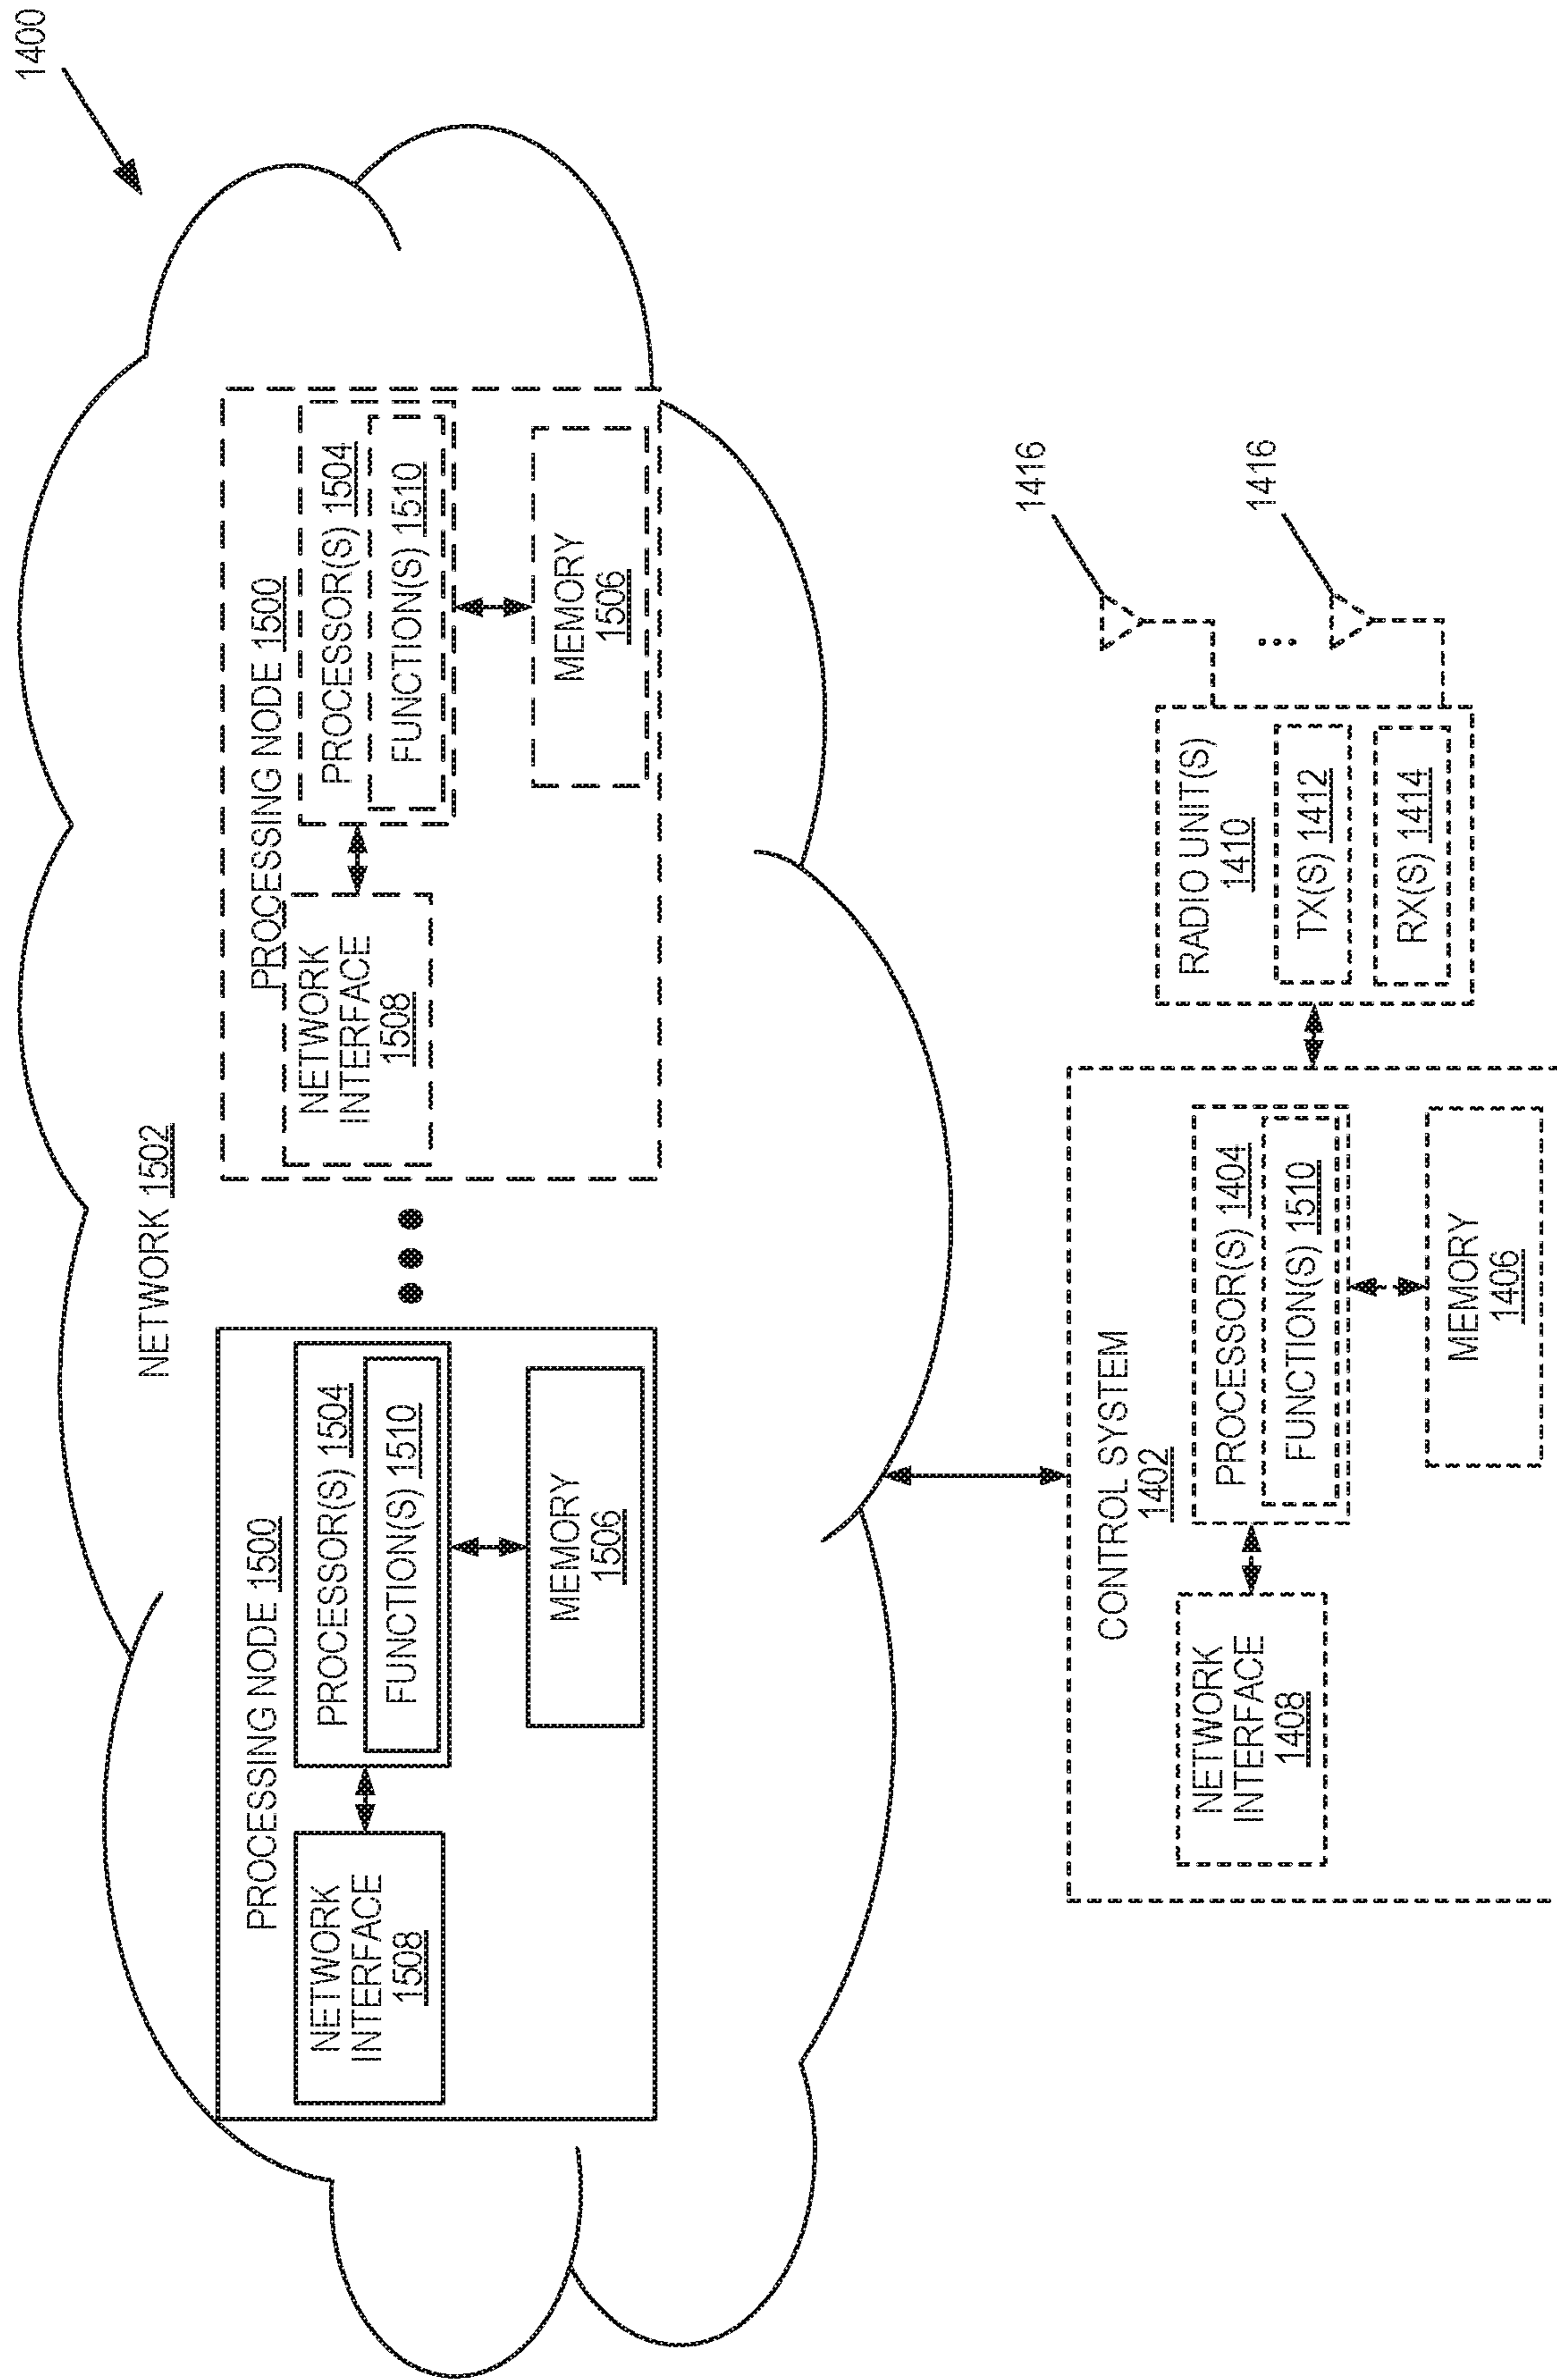 1400
NETWORK 1502
PROCESSING NODE 1500
NETWORK
INTERFACE
1508
PROCESSOR(S) 1504
FUNCTION(S) 1510
MEMORY
1506
PROCESSING NODE 1500
NETWORK
INTERFACE
1508
PROCESSOR(S) 1504
FUNCTION(S) 1510
MEMORY
1506
CONTROL SYSTEM
1402
NETWORK
INTERFACE
1408
PROCESSOR(S) 1404
FUNCTION(S) 1510
MEMORY
1406
RADIO UNIT(S)
1410
TX(S) 1412
RX(S) 1414
1416
1416